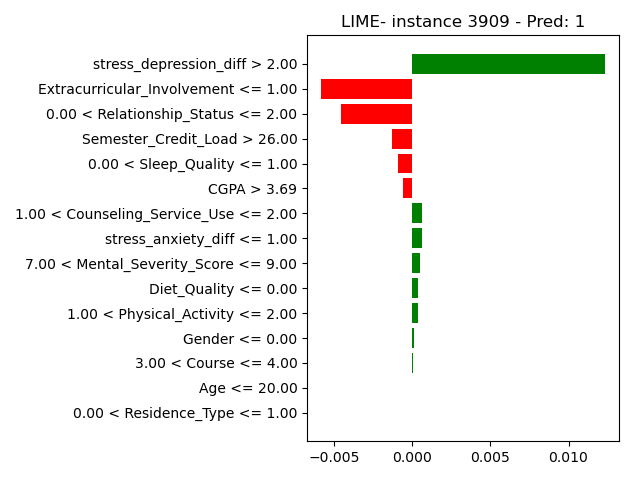 LIME- instance 3909 - Pred: 1
stress_depression_diff > 2.00
Extracurricular_Involvement <= 1.00
0.00 < Relationship_Status <= 2.00
Semester_Credit_Load > 26.00
0.00 < Sleep_Quality <= 1.00
CGPA > 3.69
1.00 < Counseling_Service_Use <= 2.00
stress_anxiety_diff <= 1.00
7.00 < Mental_Severity_Score <= 9.00
Diet_Quality <= 0.00
1.00 < Physical_Activity <= 2.00
Gender <= 0.00
3.00 < Course <= 4.00
Age <= 20.00
0.00 < Residence_Type <= 1.00
−0.005 0.000 0.005 0.010